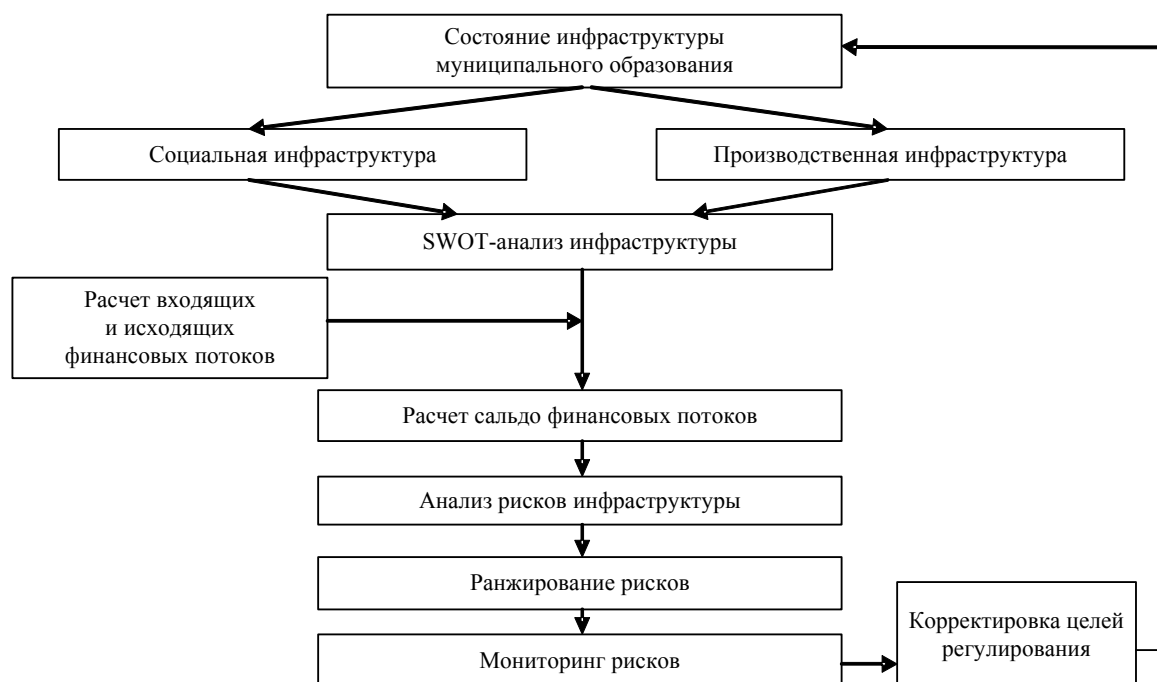 Состояние инфраструктуры
муниципального образования
Социальная инфраструктура
Производственная инфраструктура
SWOT-анализ инфраструктуры
Расчет входящих
и исходящих
финансовых потоков
Расчет сальдо финансовых потоков
Анализ рисков инфраструктуры
Ранжирование рисков
Мониторинг рисков
Корректировка целей
регулирования